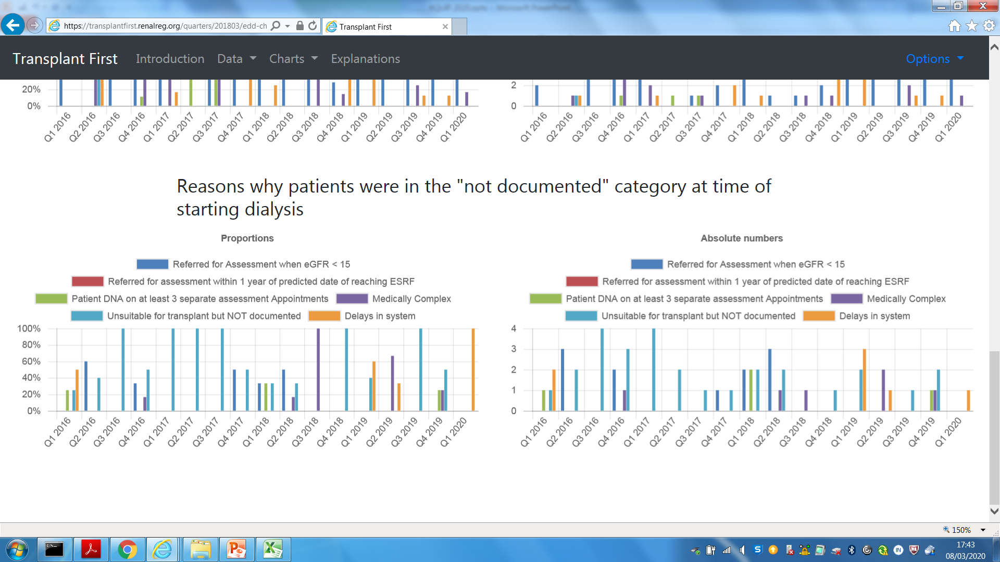 https://transplantfirst.renalreg.org/quarters/201803/edd-ch
Transplant First
Transplant First
Introduction
Data
Charts
Explanations
Options
20%
0%
Q1 2016
Q2 2016
Q3 2016
Q4 2016
Q1 2017
Q2 2017
Q3 2017
Q4 2017
Q1 2018
Q2 2018
Q3 2018
Q4 2018
Q1 2019
Q2 2019
Q3 2019
Q4 2019
Q1 2020
2
0
Q1 2016
Q2 2016
Q3 2016
Q4 2016
Q1 2017
Q2 2017
Q3 2017
Q4 2017
Q1 2018
Q2 2018
Q3 2018
Q4 2018
Q1 2019
Q2 2019
Q3 2019
Q4 2019
Q1 2020
Reasons why patients were in the "not documented" category at time of
starting dialysis
Proportions
Referred for Assessment when eGFR < 15
Referred for assessment within 1 year of predicted date of reaching ESRF
Patient DNA on at least 3 separate assessment Appointments
Medically Complex
Unsuitable for transplant but NOT documented
Delays in system
100%
80%
60%
40%
20%
0%
Q1 2016
Q2 2016
Q3 2016
Q4 2016
Q1 2017
Q2 2017
Q3 2017
Q4 2017
Q1 2018
Q2 2018
Q3 2018
Q4 2018
Q1 2019
Q2 2019
Q3 2019
Q4 2019
Q1 2020
Absolute numbers
Referred for Assessment when eGFR < 15
Referred for assessment within 1 year of predicted date of reaching ESRF
Patient DNA on at least 3 separate assessment Appointments
Medically Complex
Unsuitable for transplant but NOT documented
Delays in system
4
3
2
1
0
Q1 2016
Q2 2016
Q3 2016
Q4 2016
Q1 2017
Q2 2017
Q3 2017
Q4 2017
Q1 2018
Q2 2018
Q3 2018
Q4 2018
Q1 2019
Q2 2019
Q3 2019
Q4 2019
Q1 2020
150%
17:43
08/03/2020